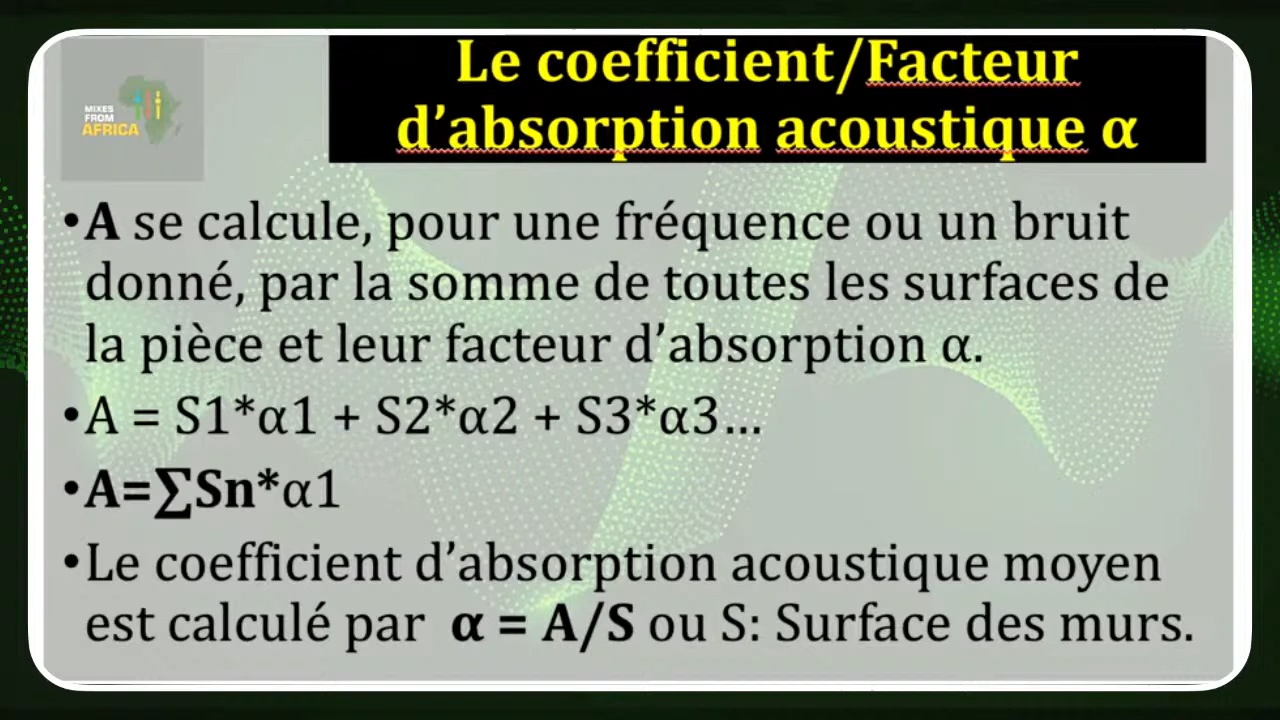 MIXES
FROM
AFRICA
Le coefficient/Facteur
d’absorption acoustique α
•A se calcule, pour une fréquence ou un bruit
donné, par la somme de toutes les surfaces de
la pièce et leur facteur d’absorption α.
•A = S1*α1 + S2*α2 + S3*α3…
•A=∑Sn*α1
•Le coefficient d’absorption acoustique moyen
est calculé par α = A/S ou S: Surface des murs.